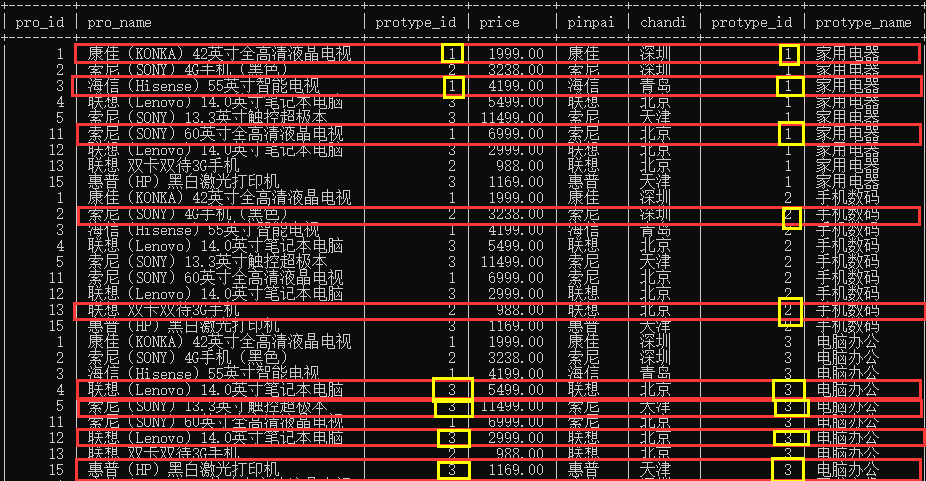 pro_id | pro_name | protype_id | price | pinpai | chandi | protype_id | protype_name
1 | 康佳（KONKA）42英寸全高清液晶电视 | 1 | 1999.00 | 康佳 | 深圳 | 1 | 家用电器
2 | 索尼（SONY）4G手机（黑色） | 2 | 3238.00 | 索尼 | 深圳 | 1 | 家用电器
3 | 海信（Hisense）55英寸智能电视 | 1 | 4199.00 | 海信 | 青岛 | 1 | 家用电器
4 | 联想（Lenovo）14.0英寸笔记本电脑 | 3 | 5499.00 | 联想 | 北京 | 1 | 家用电器
5 | 索尼（SONY）13.3英寸触控超极本 | 3 | 11499.00 | 索尼 | 天津 | 1 | 家用电器
11 | 索尼（SONY）60英寸全高清液晶电视 | 1 | 6999.00 | 索尼 | 北京 | 1 | 家用电器
12 | 联想（Lenovo）14.0英寸笔记本电脑 | 3 | 2999.00 | 联想 | 北京 | 1 | 家用电器
13 | 联想 双卡双待3G手机 | 2 | 988.00 | 联想 | 北京 | 1 | 家用电器
15 | 惠普（HP）黑白激光打印机 | 3 | 1169.00 | 惠普 | 天津 | 1 | 家用电器
1 | 康佳（KONKA）42英寸全高清液晶电视 | 1 | 1999.00 | 康佳 | 深圳 | 2 | 手机数码
2 | 索尼（SONY）4G手机（黑色） | 2 | 3238.00 | 索尼 | 深圳 | 2 | 手机数码
3 | 海信（Hisense）55英寸智能电视 | 1 | 4199.00 | 海信 | 青岛 | 2 | 手机数码
4 | 联想（Lenovo）14.0英寸笔记本电脑 | 3 | 5499.00 | 联想 | 北京 | 2 | 手机数码
5 | 索尼（SONY）13.3英寸触控超极本 | 3 | 11499.00 | 索尼 | 天津 | 2 | 手机数码
11 | 索尼（SONY）60英寸全高清液晶电视 | 1 | 6999.00 | 索尼 | 北京 | 2 | 手机数码
12 | 联想（Lenovo）14.0英寸笔记本电脑 | 3 | 2999.00 | 联想 | 北京 | 2 | 手机数码
13 | 联想 双卡双待3G手机 | 2 | 988.00 | 联想 | 北京 | 2 | 手机数码
15 | 惠普（HP）黑白激光打印机 | 3 | 1169.00 | 惠普 | 天津 | 2 | 手机数码
1 | 康佳（KONKA）42英寸全高清液晶电视 | 1 | 1999.00 | 康佳 | 深圳 | 3 | 电脑办公
2 | 索尼（SONY）4G手机（黑色） | 2 | 3238.00 | 索尼 | 深圳 | 3 | 电脑办公
3 | 海信（Hisense）55英寸智能电视 | 1 | 4199.00 | 海信 | 青岛 | 3 | 电脑办公
4 | 联想（Lenovo）14.0英寸笔记本电脑 | 3 | 5499.00 | 联想 | 北京 | 3 | 电脑办公
5 | 索尼（SONY）13.3英寸触控超极本 | 3 | 11499.00 | 索尼 | 天津 | 3 | 电脑办公
11 | 索尼（SONY）60英寸全高清液晶电视 | 1 | 6999.00 | 索尼 | 北京 | 3 | 电脑办公
12 | 联想（Lenovo）14.0英寸笔记本电脑 | 3 | 2999.00 | 联想 | 北京 | 3 | 电脑办公
13 | 联想 双卡双待3G手机 | 2 | 988.00 | 联想 | 北京 | 3 | 电脑办公
15 | 惠普（HP）黑白激光打印机 | 3 | 1169.00 | 惠普 | 天津 | 3 | 电脑办公